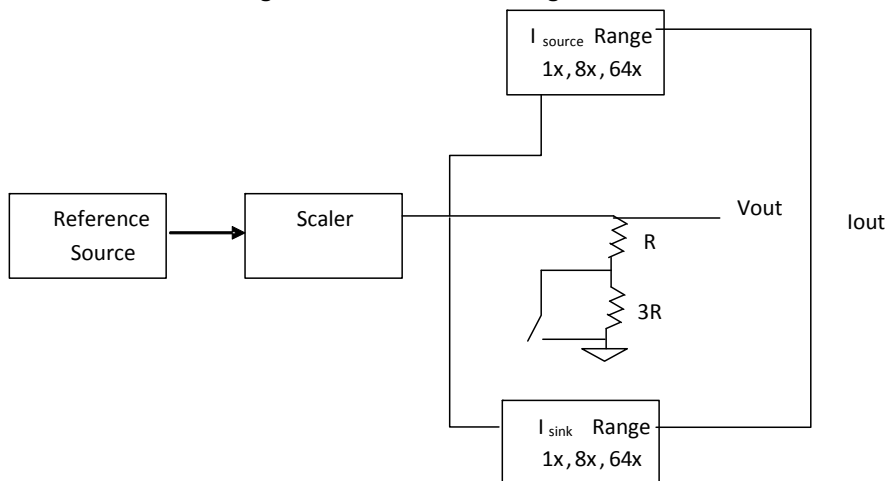 I source Range
1x, 8x, 64x
Reference
Source
Scaler
Vout
Iout
R
3R
I sink Range
1x, 8x, 64x